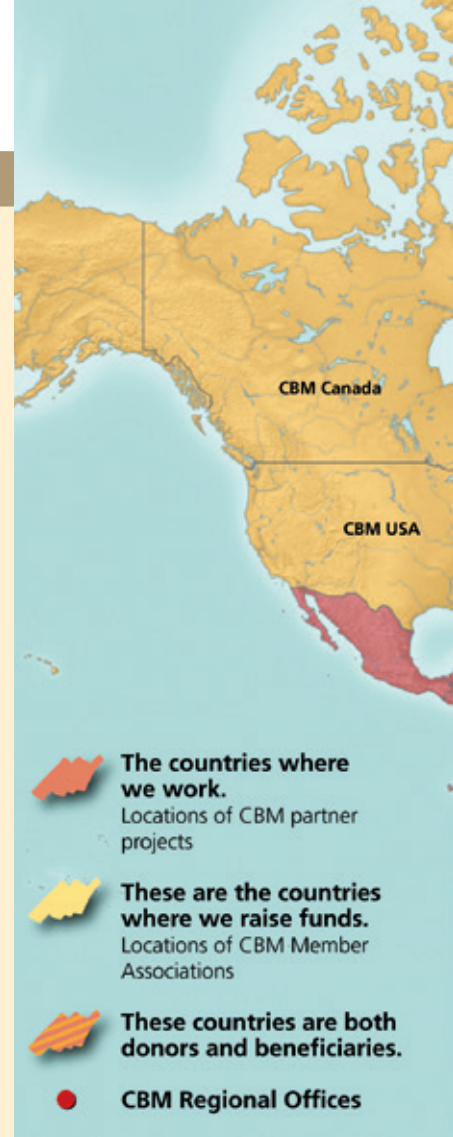 CBM Canada
CBM USA
The countries where
we work.
Locations of CBM partner
projects
These are the countries
where we raise funds.
Locations of CBM Member
Associations
These countries are both
donors and beneficiaries.
CBM Regional Offices